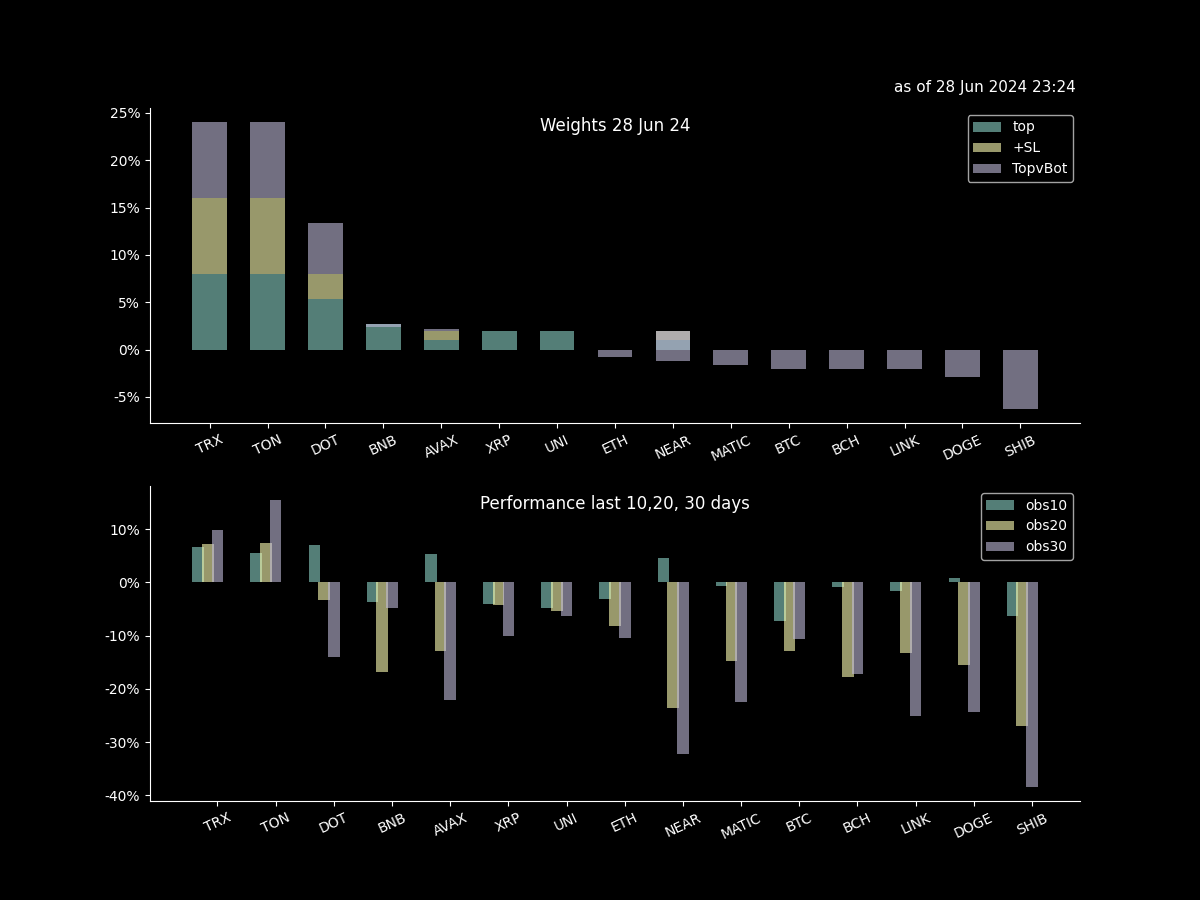 as of 28 Jun 2024 23:24
Weights 28 Jun 24
top
+SL
TopvBot
25%
20%
15%
10%
5%
0%
-5%
TRX TON DOT BNB AVAX XRP UNI ETH NEAR MATIC BTC BCH LINK DOGE SHIB
Performance last 10,20, 30 days
obs10
obs20
obs30
10%
0%
-10%
-20%
-30%
-40%
TRX TON DOT BNB AVAX XRP UNI ETH NEAR MATIC BTC BCH LINK DOGE SHIB